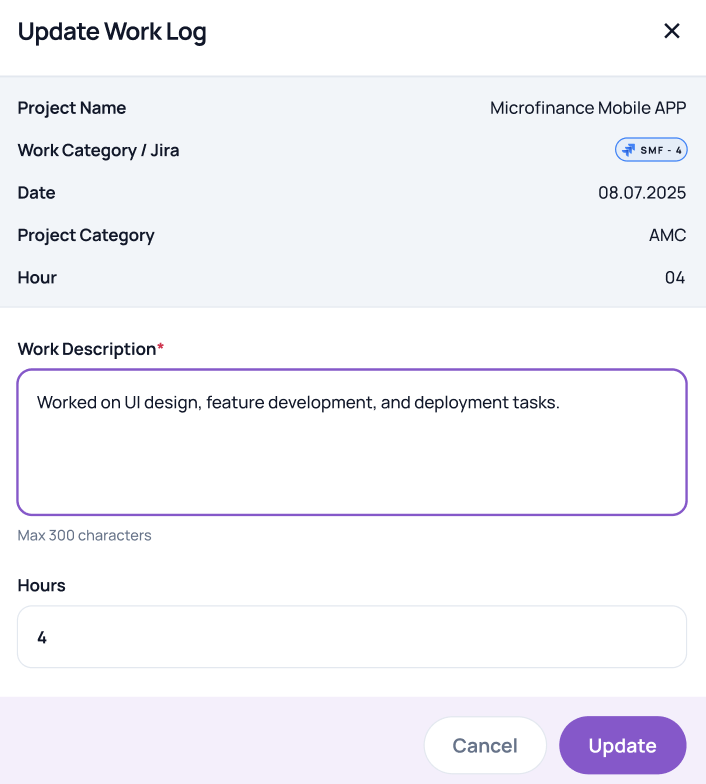 Update Work Log
Project Name Microfinance Mobile APP
Work Category / Jira SMF - 4
Date 08.07.2025
Project Category AMC
Hour 04
Work Description*
Worked on UI design, feature development, and deployment tasks.
Max 300 characters
Hours
4
Cancel Update